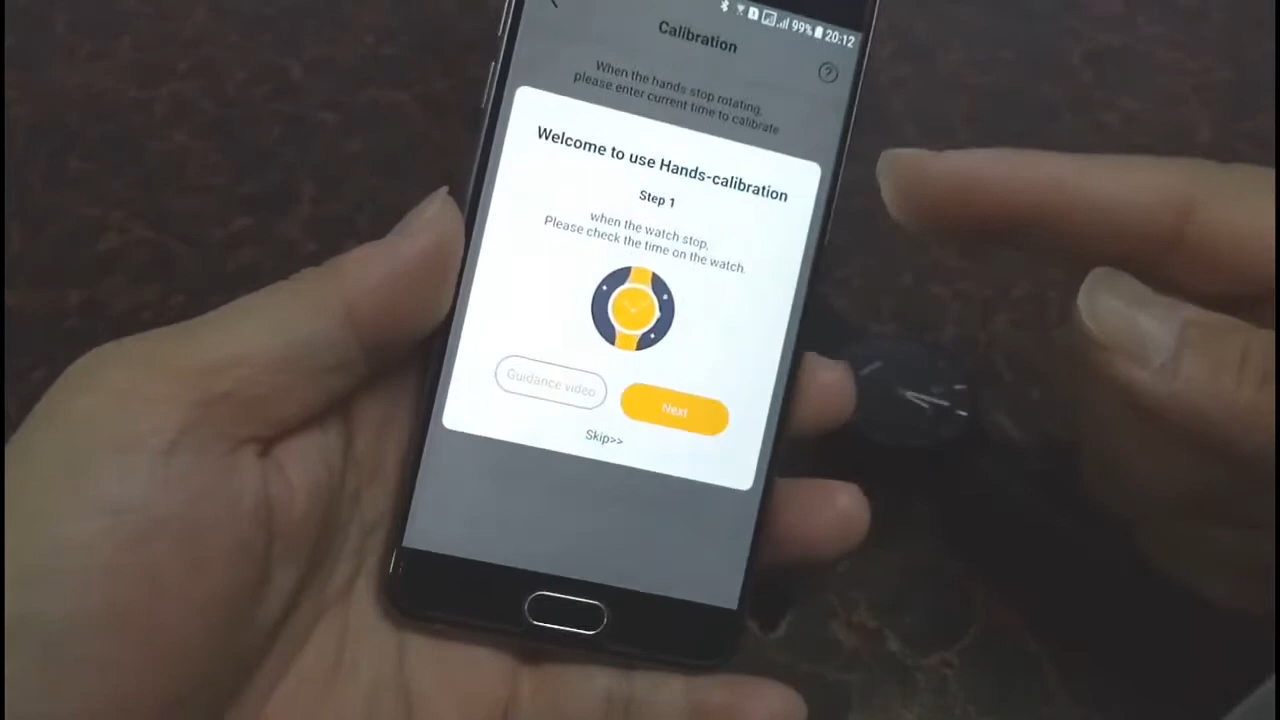 99% 20:12
Calibration
?
When the hands stop rotating,
please enter current time to calibrate
Welcome to use Hands-calibration
Step 1
when the watch stop,
Please check the time on the watch.
Guidance video
Next
Skip>>